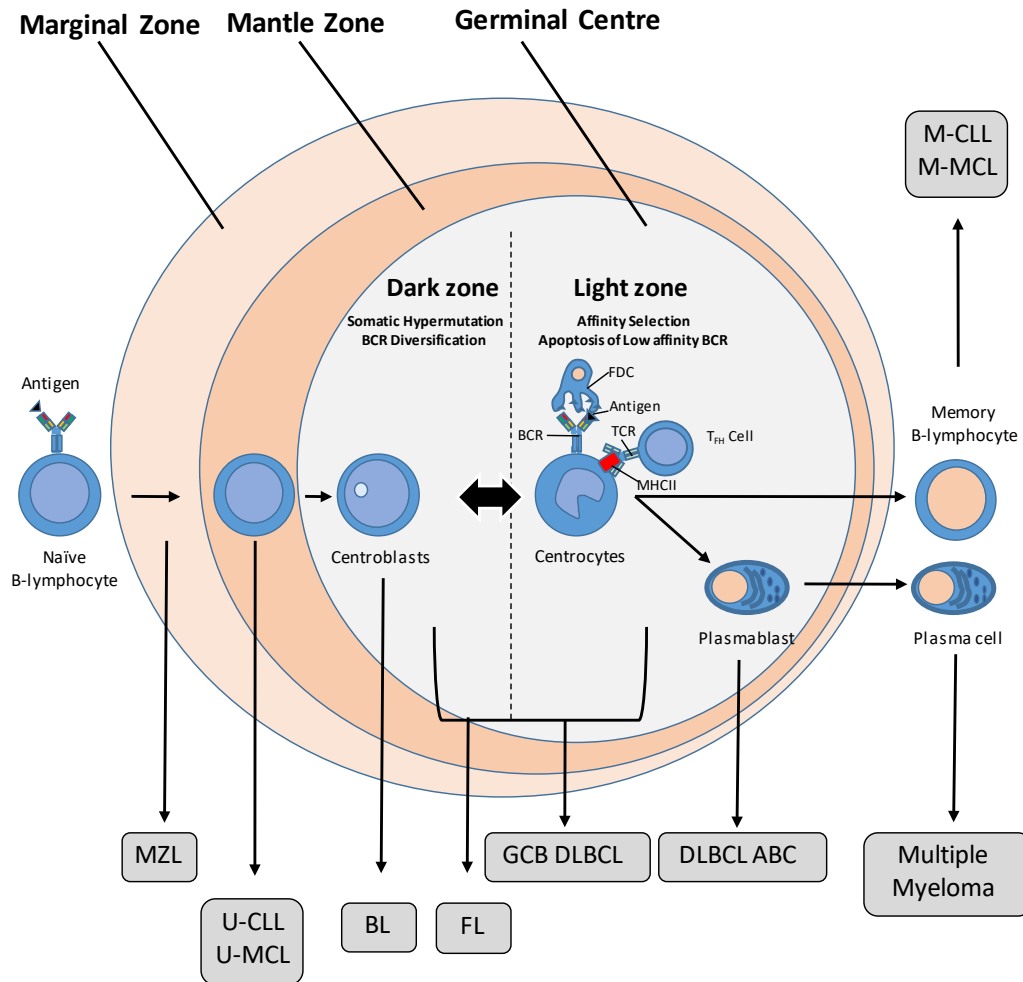 Marginal Zone
Mantle Zone
Germinal Centre
M-CLL
M-MCL
Dark zone
Somatic Hypermutation
BCR Diversification
Light zone
Affinity Selection
Apoptosis of Low affinity BCR
FDC
Antigen
BCR
TCR
TFH Cell
MHCII
Antigen
Naïve
B-lymphocyte
Centroblasts
Centrocytes
Memory
B-lymphocyte
Plasmablast
Plasma cell
MZL
U-CLL
U-MCL
BL
FL
GCB DLBCL
DLBCL ABC
Multiple
Myeloma